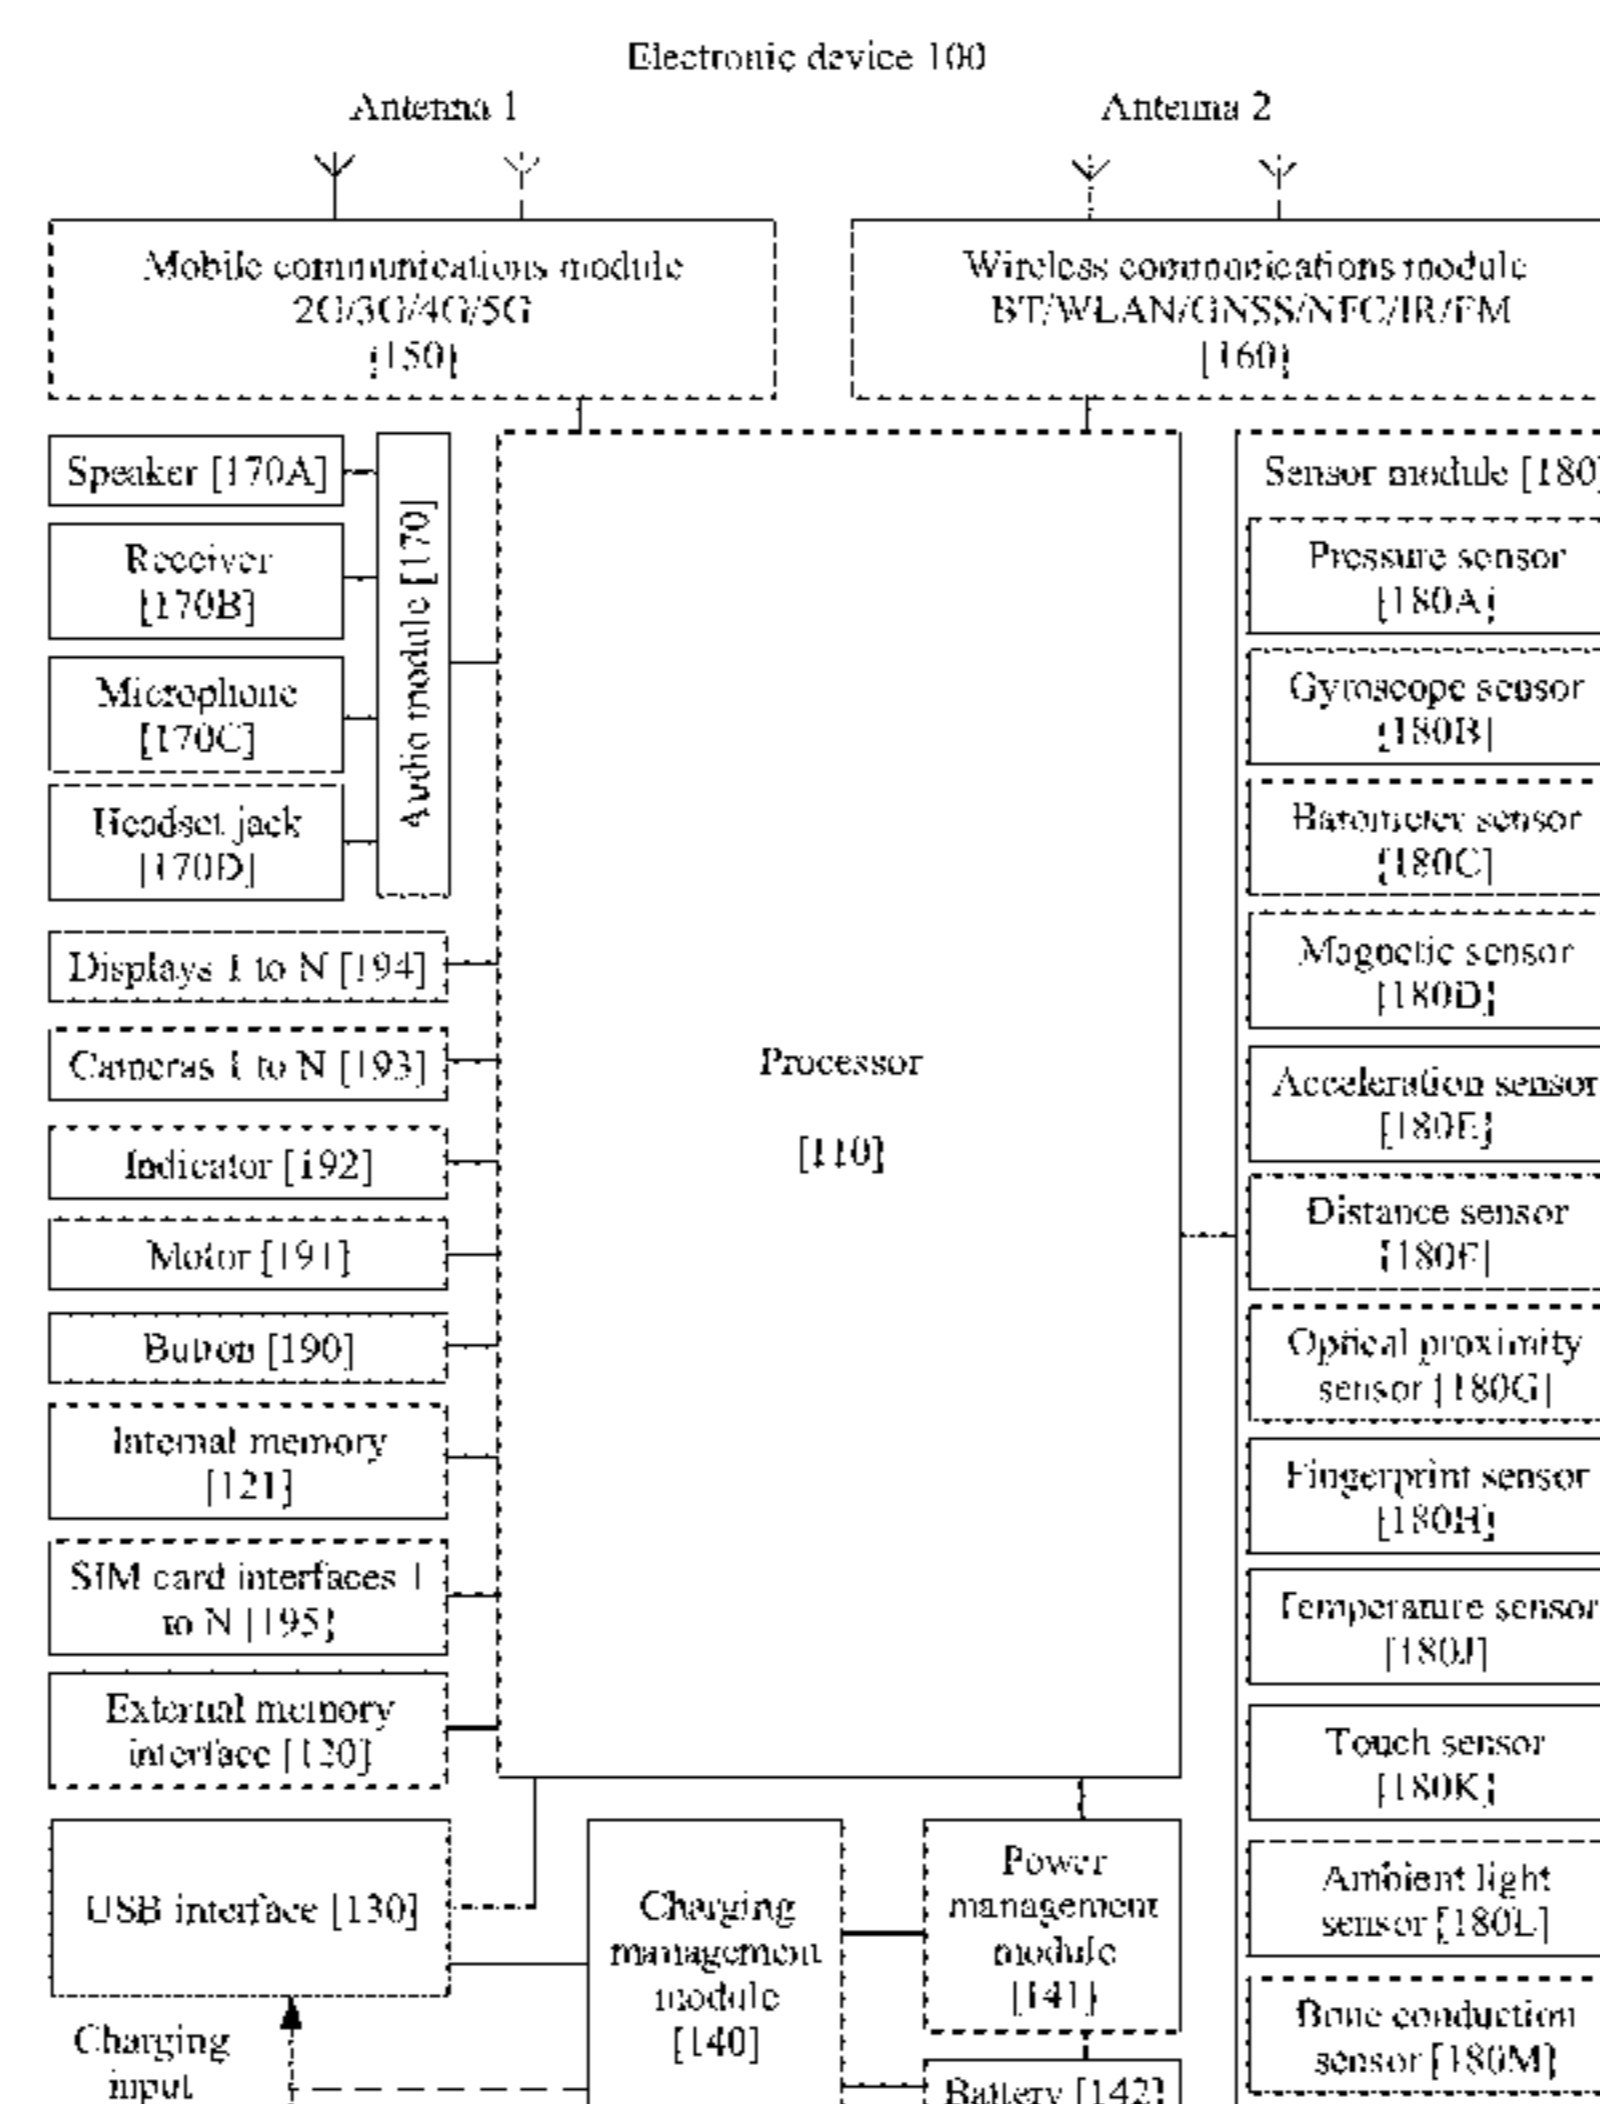 Electronic device 100
Antenna 1
Antenna 2
Mobile communications module
2G/3G/4G/5G
[150]
Wireless communications module
BT/WLAN/GNSS/NFC/IR/FM
[160]
Speaker [170A]
Receiver
[170B]
Microphone
[170C]
Headset jack
[170D]
Audio module [170]
Displays 1 to N [194]
Cameras 1 to N [193]
Indicator [192]
Motor [191]
Button [190]
Internal memory
[121]
SIM card interfaces 1
to N [195]
External memory
interface [120]
Processor
[110]
Sensor module [180]
Pressure sensor
[180A]
Gyroscope sensor
[180B]
Barometer sensor
[180C]
Magnetic sensor
[180D]
Acceleration sensor
[180E]
Distance sensor
[180F]
Optical proximity
sensor [180G]
Fingerprint sensor
[180H]
Temperature sensor
[180J]
Touch sensor
[180K]
Ambient light
sensor [180L]
Bone conduction
sensor [180M]
USB interface [130]
Charging
management
module
[140]
Power
management
module
[141]
Charging
input
Battery [142]